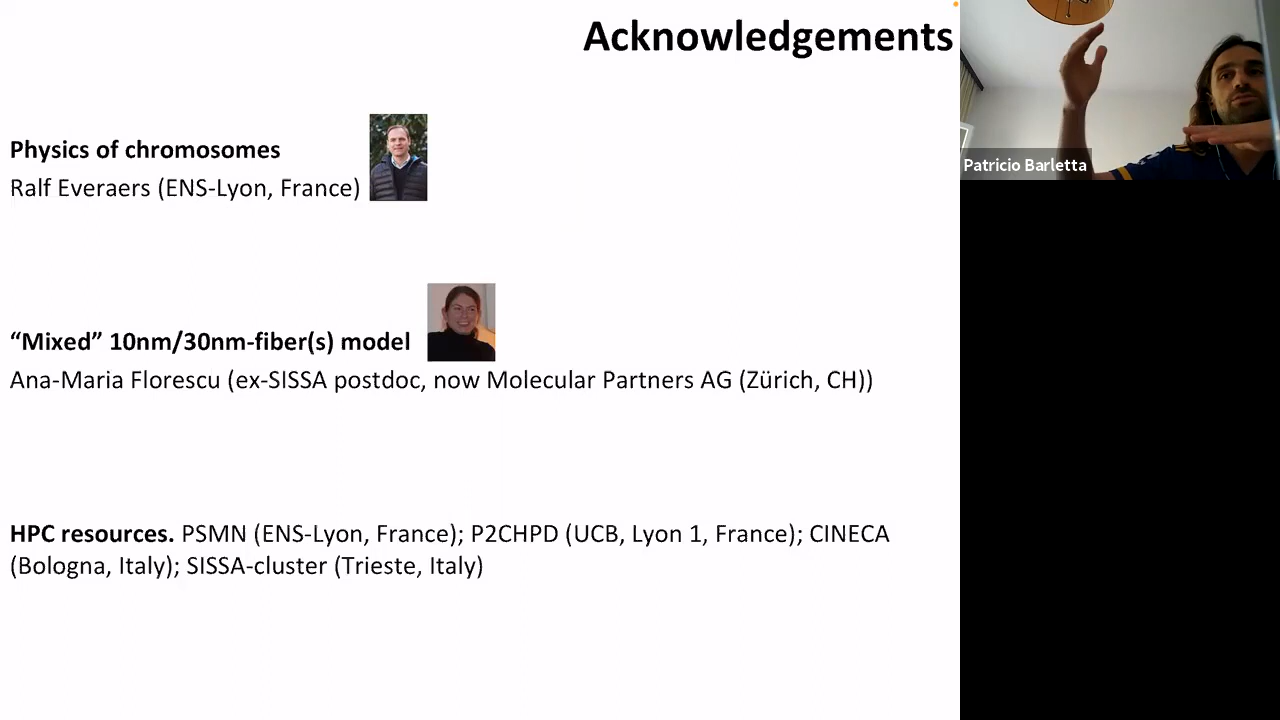 Acknowledgements
Physics of chromosomes
Ralf Everaers (ENS-Lyon, France)
Patricio Barletta
“Mixed” 10nm/30nm-fiber(s) model
Ana-Maria Florescu (ex-SISSA postdoc, now Molecular Partners AG (Zürich, CH))
HPC resources. PSMN (ENS-Lyon, France); P2CHPD (UCB, Lyon 1, France); CINECA
(Bologna, Italy); SISSA-cluster (Trieste, Italy)